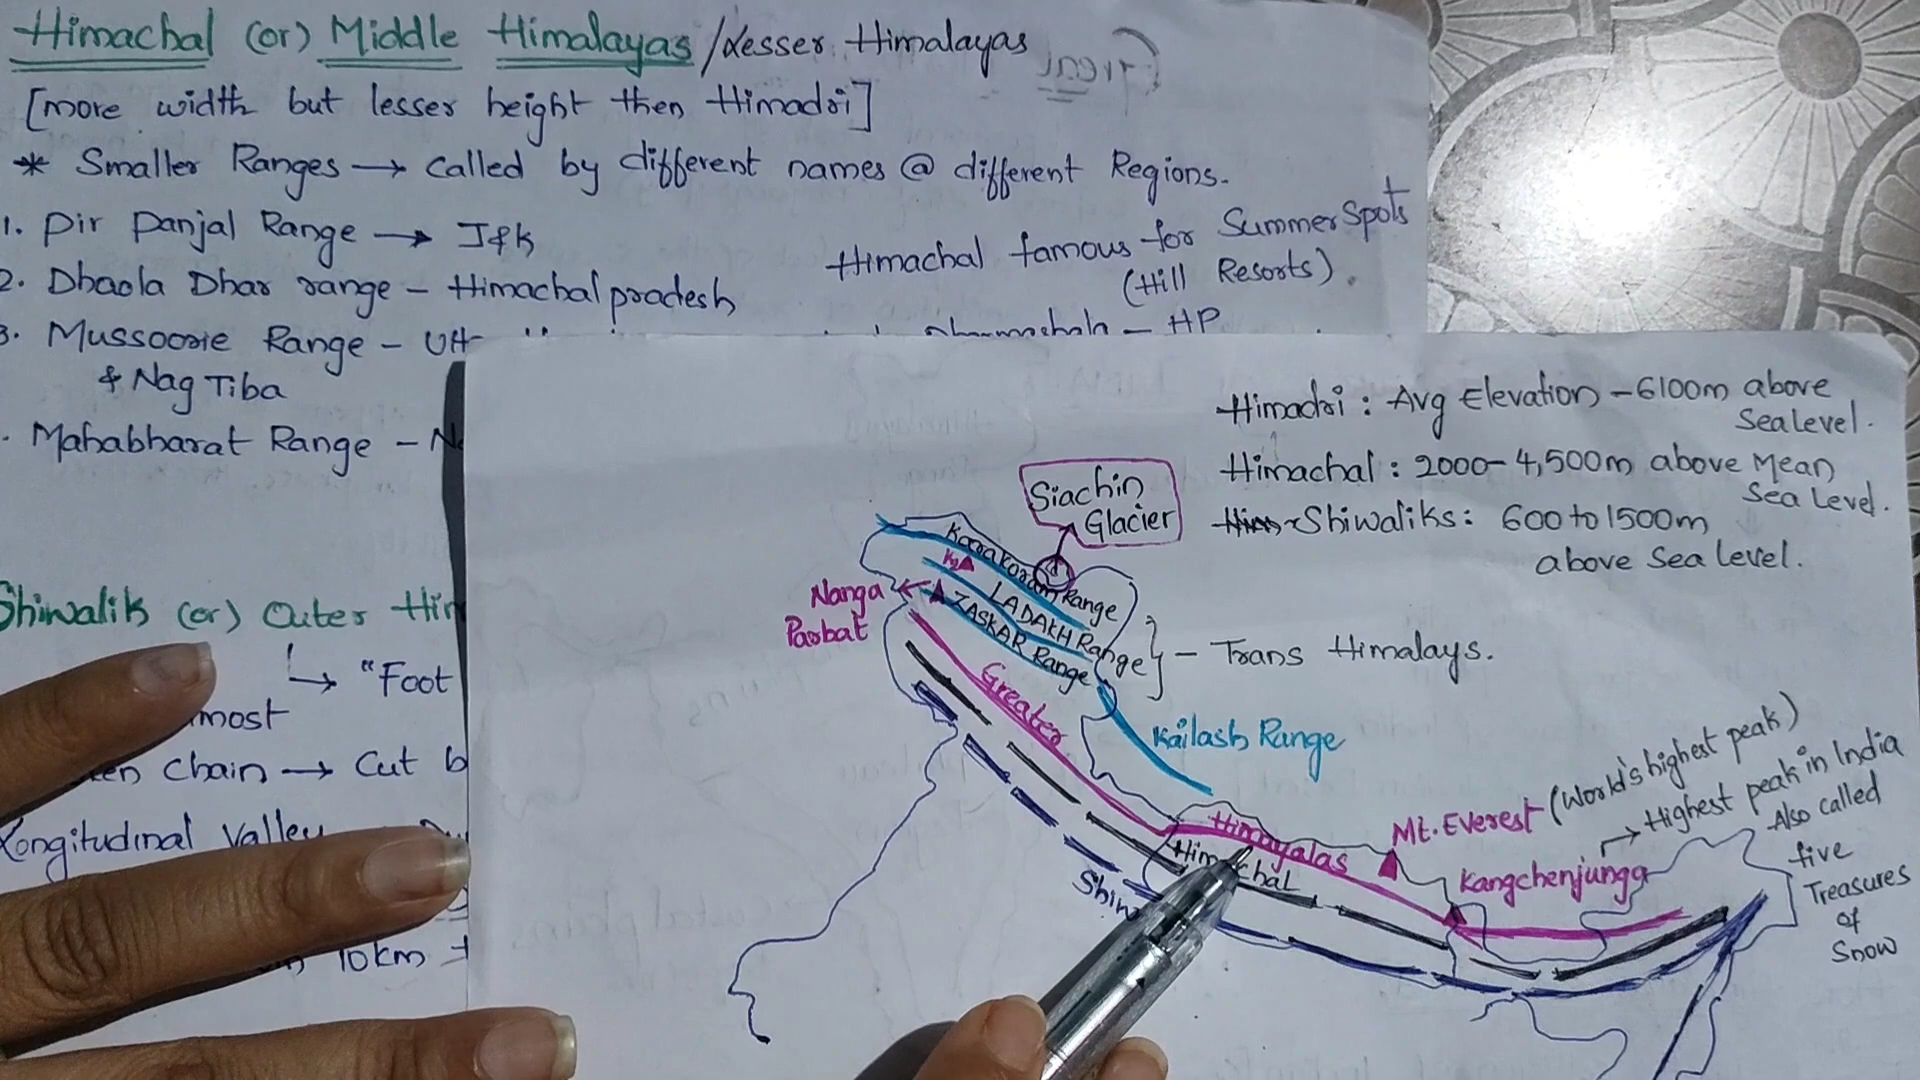 Himachal (or) Middle Himalayas / Lesser Himalayas
[more width but lesser height then Himadri]
* Smaller Ranges → called by different names @ different Regions.
1. Pir Panjal Range → J&K
2. Dhaola Dhar range - Himachal pradesh
3. Mussoorie Range -
& Nag Tiba
Mahabharat Range -
Himachal famous for Summer Spots
(Hill Resorts).
- HP
Shiwalik (or) Outer
↳ "Foot
most
Chain → Cut
Longitudinal Valley
10km
Himadri : Avg Elevation - 6100m above
Sea Level.
Himachal : 2000-4,500m above Mean
Sea Level.
Shiwaliks : 600 to 1500m
above Sea level.
Siachin
Glacier
Karakoram Range
K2
LADAKH Range
ZASKAR Range
Nanga
Parbat
- Trans Himalays.
Greater
Himayalas
Kailash Range
Himachal
Shiw
Mt. Everest (World's highest peak)
Kangchenjunga → Highest peak in India
Also called
five
Treasures
of
Snow